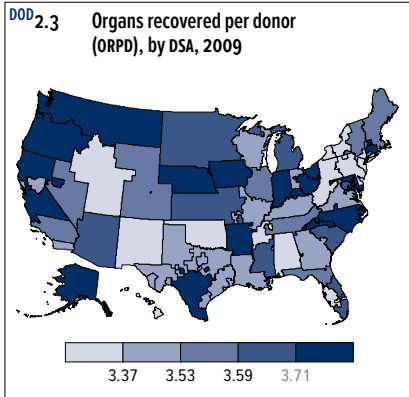 DOD2.3 Organs recovered per donor
(ORPD), by DSA, 2009
3.37 3.53 3.59 3.71